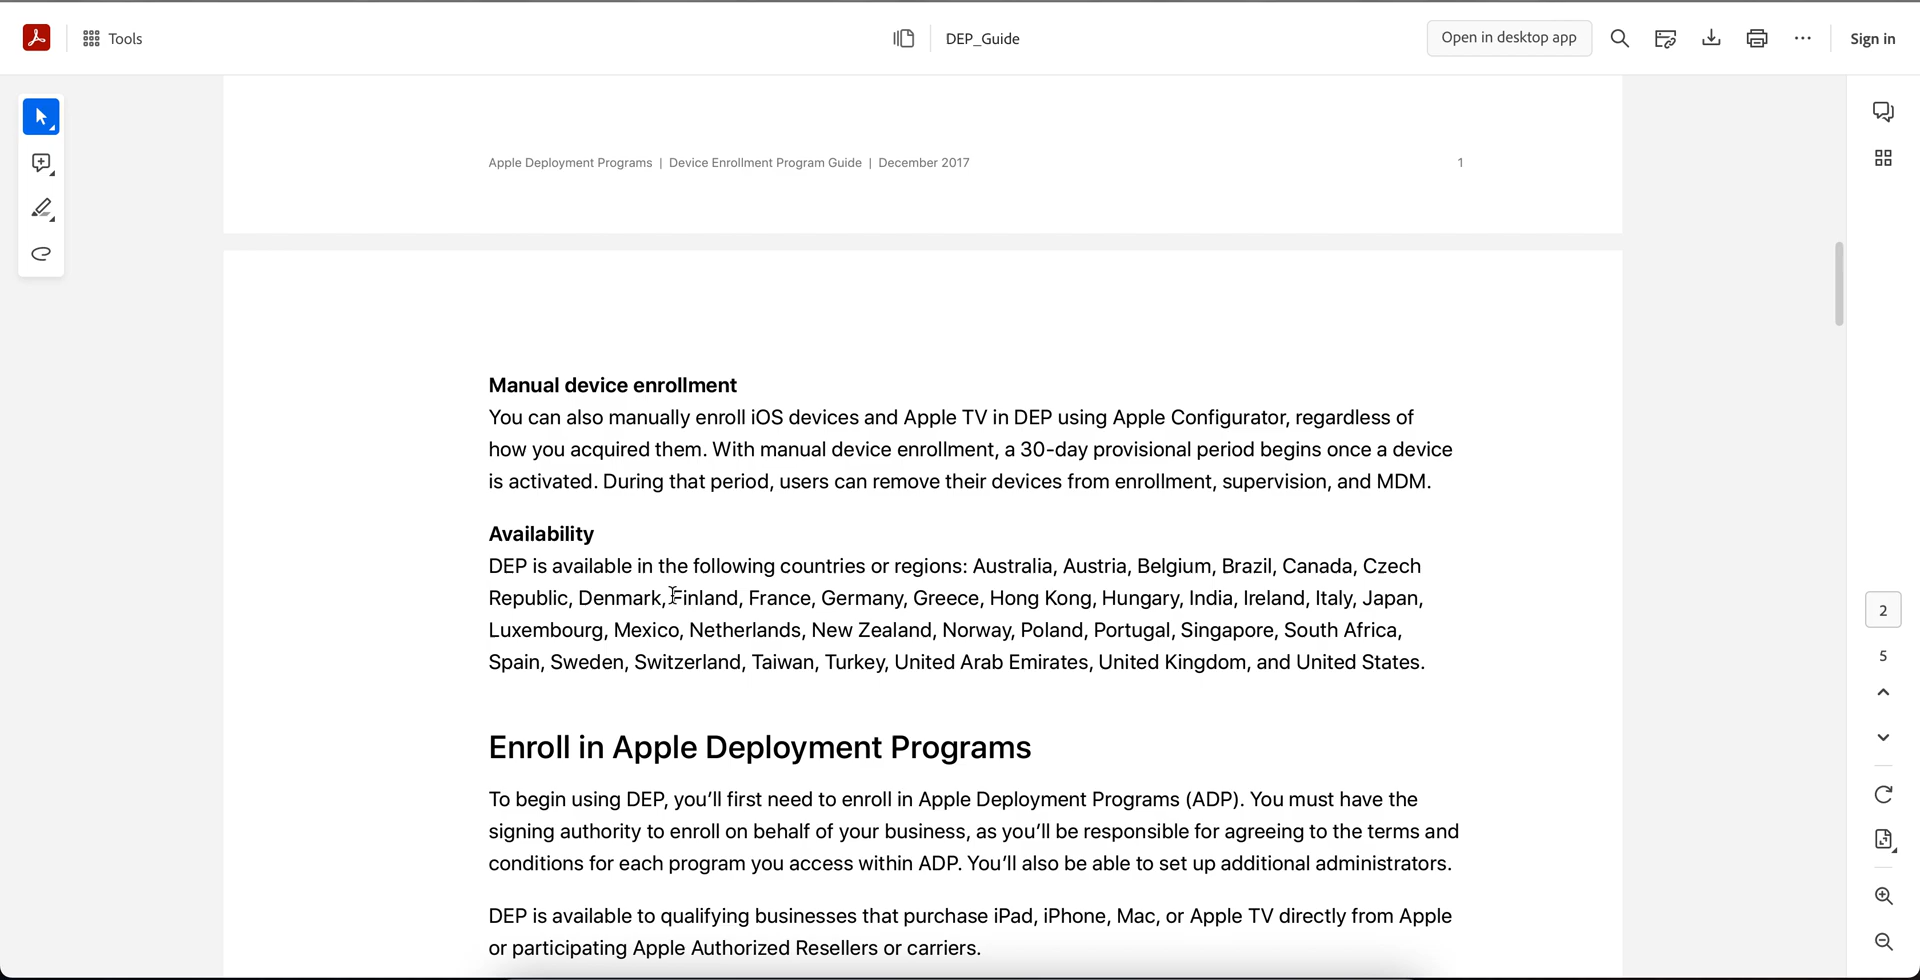 Tools
DEP_Guide
Open in desktop app
Sign in
Apple Deployment Programs | Device Enrollment Program Guide | December 2017
1
Manual device enrollment
You can also manually enroll iOS devices and Apple TV in DEP using Apple Configurator, regardless of
how you acquired them. With manual device enrollment, a 30-day provisional period begins once a device
is activated. During that period, users can remove their devices from enrollment, supervision, and MDM.
Availability
DEP is available in the following countries or regions: Australia, Austria, Belgium, Brazil, Canada, Czech
Republic, Denmark, Finland, France, Germany, Greece, Hong Kong, Hungary, India, Ireland, Italy, Japan,
Luxembourg, Mexico, Netherlands, New Zealand, Norway, Poland, Portugal, Singapore, South Africa,
Spain, Sweden, Switzerland, Taiwan, Turkey, United Arab Emirates, United Kingdom, and United States.
Enroll in Apple Deployment Programs
To begin using DEP, you’ll first need to enroll in Apple Deployment Programs (ADP). You must have the
signing authority to enroll on behalf of your business, as you’ll be responsible for agreeing to the terms and
conditions for each program you access within ADP. You’ll also be able to set up additional administrators.
DEP is available to qualifying businesses that purchase iPad, iPhone, Mac, or Apple TV directly from Apple
or participating Apple Authorized Resellers or carriers.
2
5